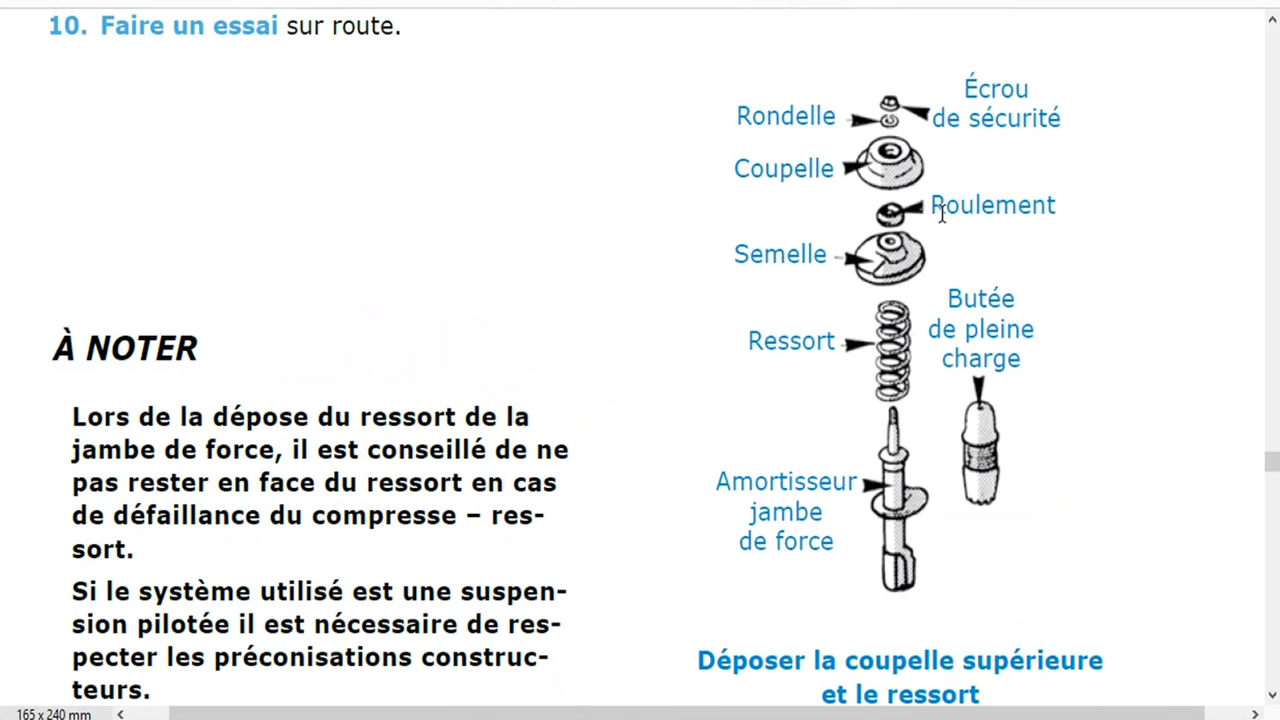 10. Faire un essai sur route.
Écrou
de sécurité
Rondelle
Coupelle
Roulement
Semelle
Butée
de pleine
charge
Ressort
Amortisseur
jambe
de force
À NOTER
Lors de la dépose du ressort de la
jambe de force, il est conseillé de ne
pas rester en face du ressort en cas
de défaillance du compresse – res-
sort.
Si le système utilisé est une suspen-
sion pilotée il est nécessaire de res-
pecter les préconisations construc-
teurs.
Déposer la coupelle supérieure
et le ressort
165 x 240 mm